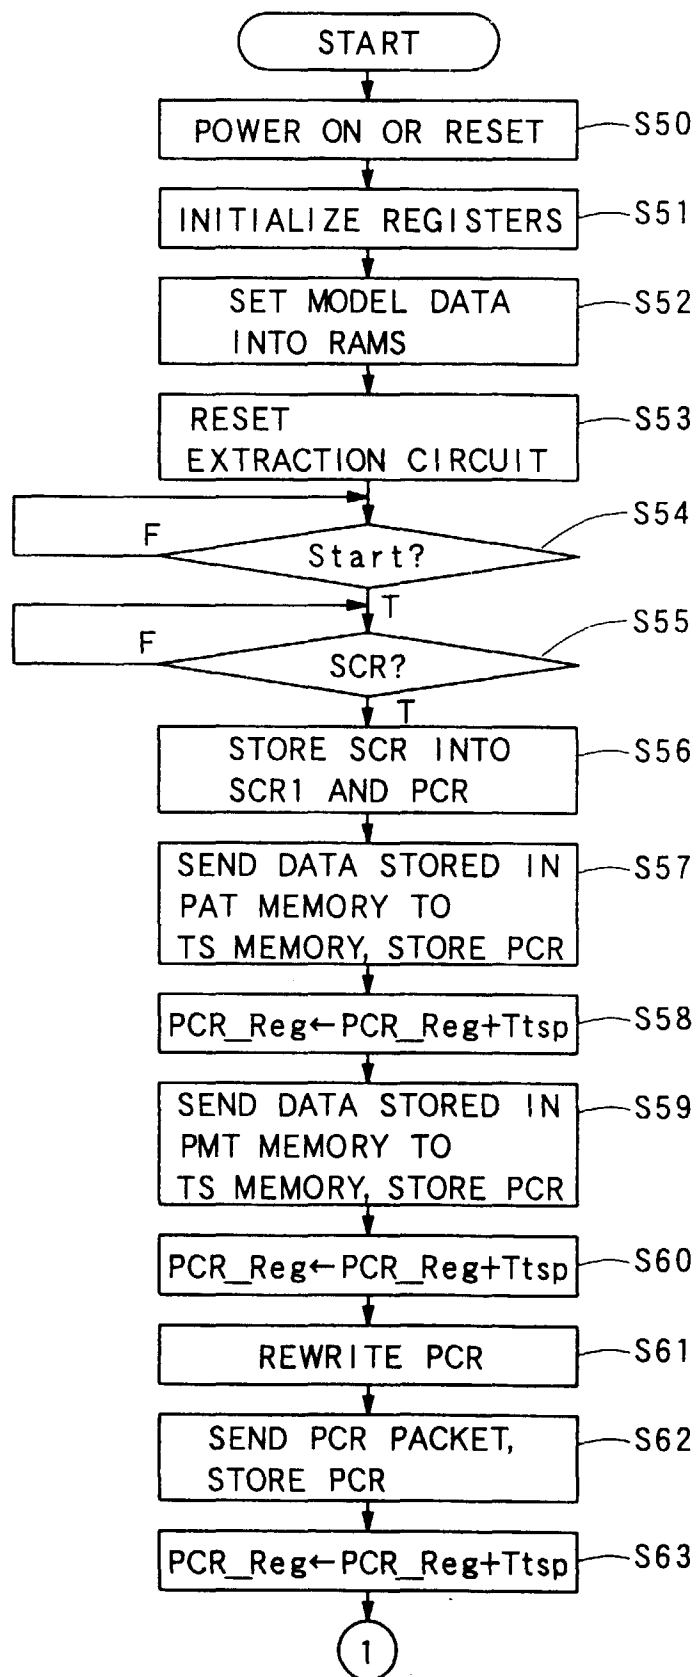 START
POWER ON OR RESET
S50
INITIALIZE REGISTERS
S51
SET MODEL DATA
INTO RAMS
S52
RESET
EXTRACTION CIRCUIT
S53
Start?
S54
F
T
SCR?
S55
F
T
STORE SCR INTO
SCR1 AND PCR
S56
SEND DATA STORED IN
PAT MEMORY TO
TS MEMORY, STORE PCR
S57
PCR_Reg←PCR_Reg+Ttsp
S58
SEND DATA STORED IN
PMT MEMORY TO
TS MEMORY, STORE PCR
S59
PCR_Reg←PCR_Reg+Ttsp
S60
REWRITE PCR
S61
SEND PCR PACKET,
STORE PCR
S62
PCR_Reg←PCR_Reg+Ttsp
S63
1